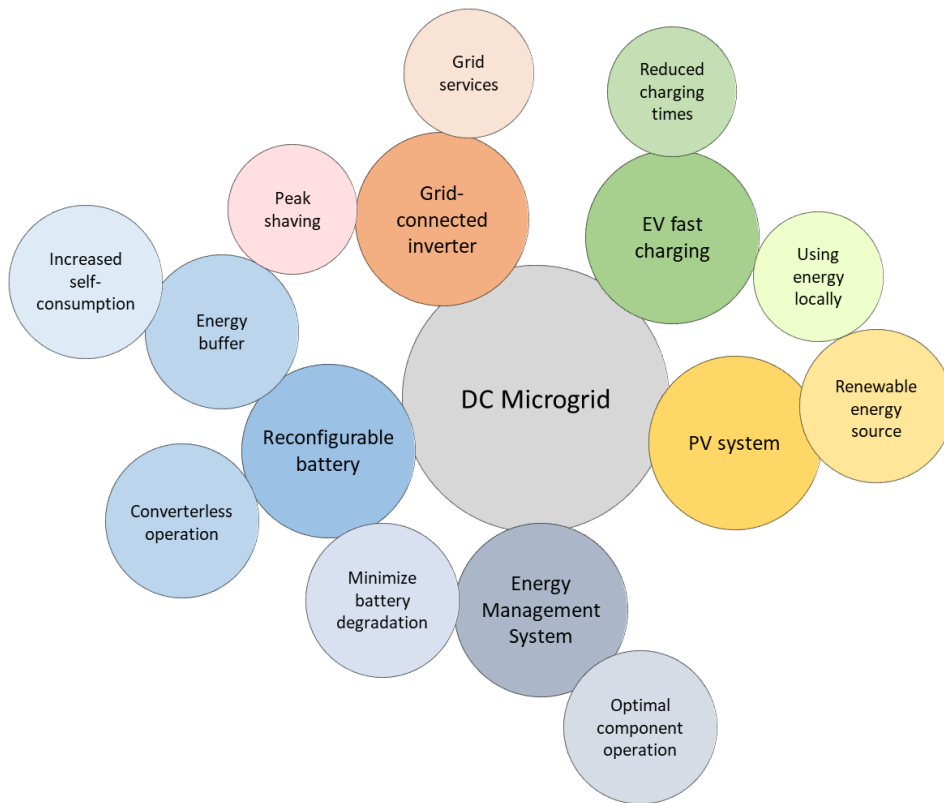 Grid
services
Reduced
charging
times
Peak
shaving
Grid-
connected
inverter
EV fast
charging
Increased
self-
consumption
Energy
buffer
Using
energy
locally
DC Microgrid
Renewable
energy
source
Reconfigurable
battery
PV system
Converterless
operation
Minimize
battery
degradation
Energy
Management
System
Optimal
component
operation